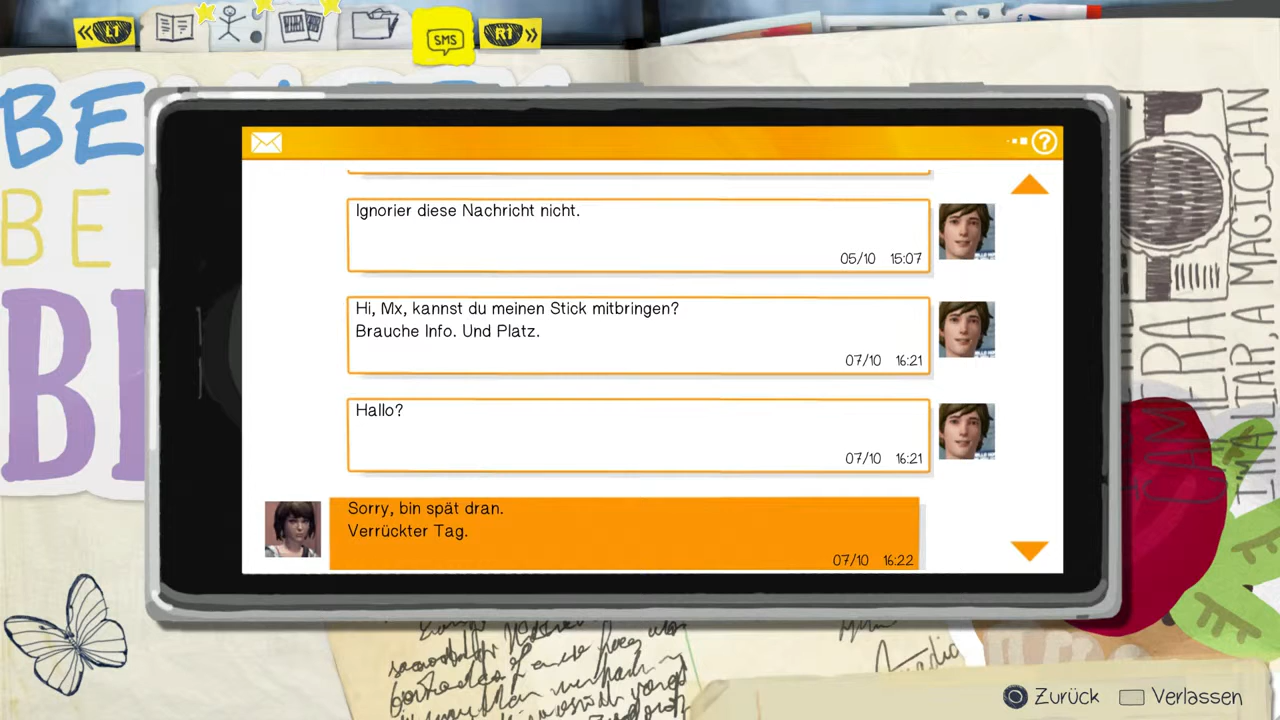 L1
SMS
R1
BE
BE
Ignorier diese Nachricht nicht.
05/10 15:07
Hi, Mx, kannst du meinen Stick mitbringen?
Brauche Info. Und Platz.
07/10 16:21
Hallo?
07/10 16:21
Sorry, bin spät dran.
Verrückter Tag.
07/10 16:22
CAMERA
LIAR, A MAGICIAN
Zurück
Verlassen